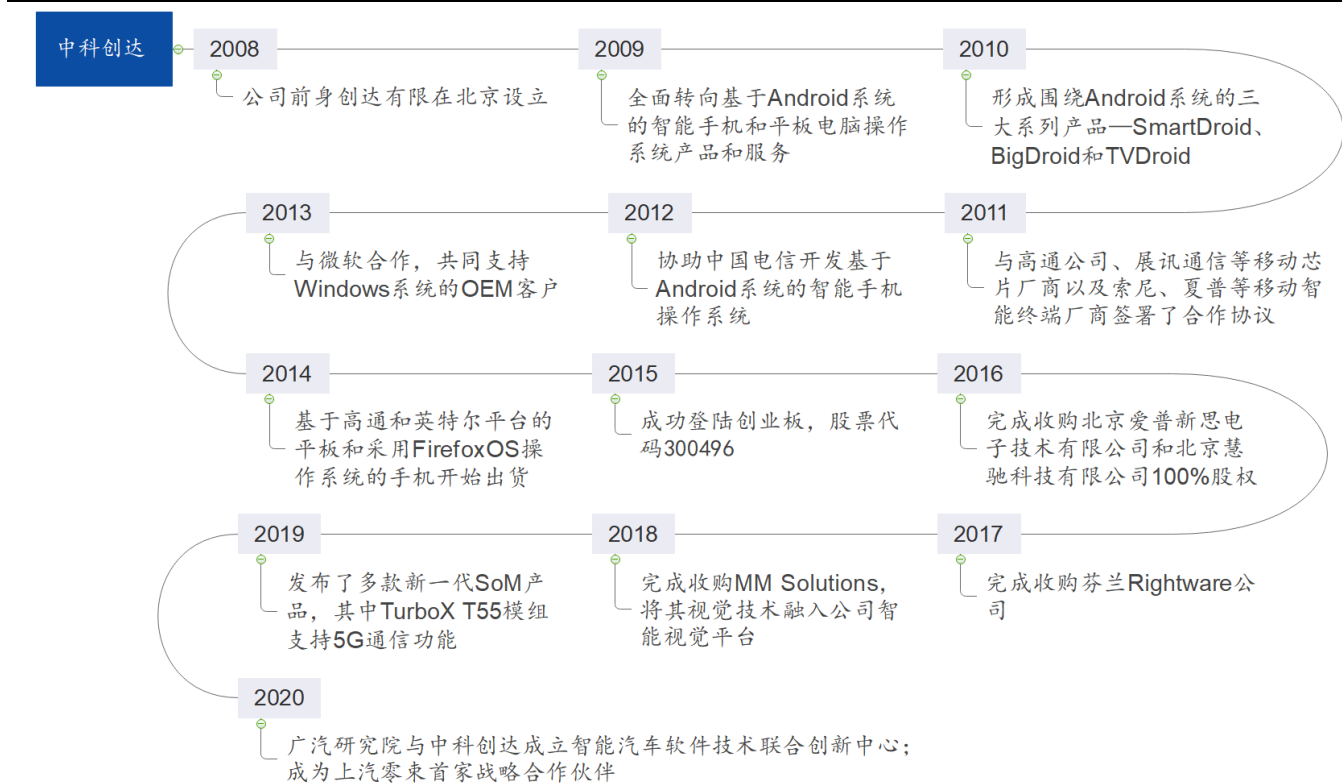 中科创达
2008
公司前身创达有限在北京设立
2009
全面转向基于Android系统
的智能手机和平板电脑操作
系统产品和服务
2010
形成围绕Android系统的三
大系列产品—SmartDroid、
BigDroid和TVDroid
2011
与高通公司、展讯通信等移动芯
片厂商以及索尼、夏普等移动智
能终端厂商签署了合作协议
2012
协助中国电信开发基于
Android系统的智能手机
操作系统
2013
与微软合作，共同支持
Windows系统的OEM客户
2014
基于高通和英特尔平台的
平板和采用FirefoxOS操
作系统的手机开始出货
2015
成功登陆创业板，股票代
码300496
2016
完成收购北京爱普新思电
子技术有限公司和北京慧
驰科技有限公司100%股权
2017
完成收购芬兰Rightware公
司
2018
完成收购MM Solutions，
将其视觉技术融入公司智
能视觉平台
2019
发布了多款新一代SoM产
品，其中TurboX T55模组
支持5G通信功能
2020
广汽研究院与中科创达成立智能汽车软件技术联合创新中心；
成为上汽零束首家战略合作伙伴